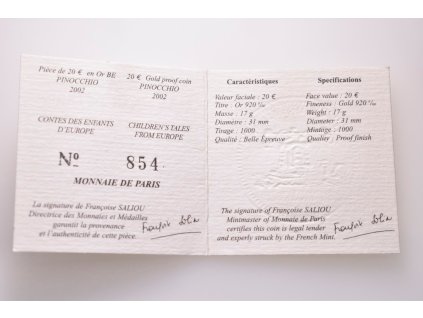 Pièce de 20 € en Or BE
PINOCCHIO
2002
20 € Gold proof coin
PINOCCHIO
2002
CONTES DES ENFANTS
D'EUROPE
CHILDREN'S TALES
FROM EUROPE
Nº 854
MONNAIE DE PARIS
La signature de Françoise SALIOU
Directrice des Monnaies et Médailles
garantit la provenance
et l'authenticité de cette pièce.
Caractéristiques
Valeur faciale : 20 €
Titre : Or 920 ‰
Masse : 17 g
Diamètre : 31 mm
Tirage : 1000
Qualité : Belle Épreuve
Specifications
Face value : 20 €
Fineness : Gold 920 ‰
Weight : 17 g
Diameter : 31 mm
Mintage : 1000
Quality : Proof finish
The signature of Françoise SALIOU
Mintmaster of Monnaie de Paris
certifies this coin is legal tender
and experly struck by the French Mint.